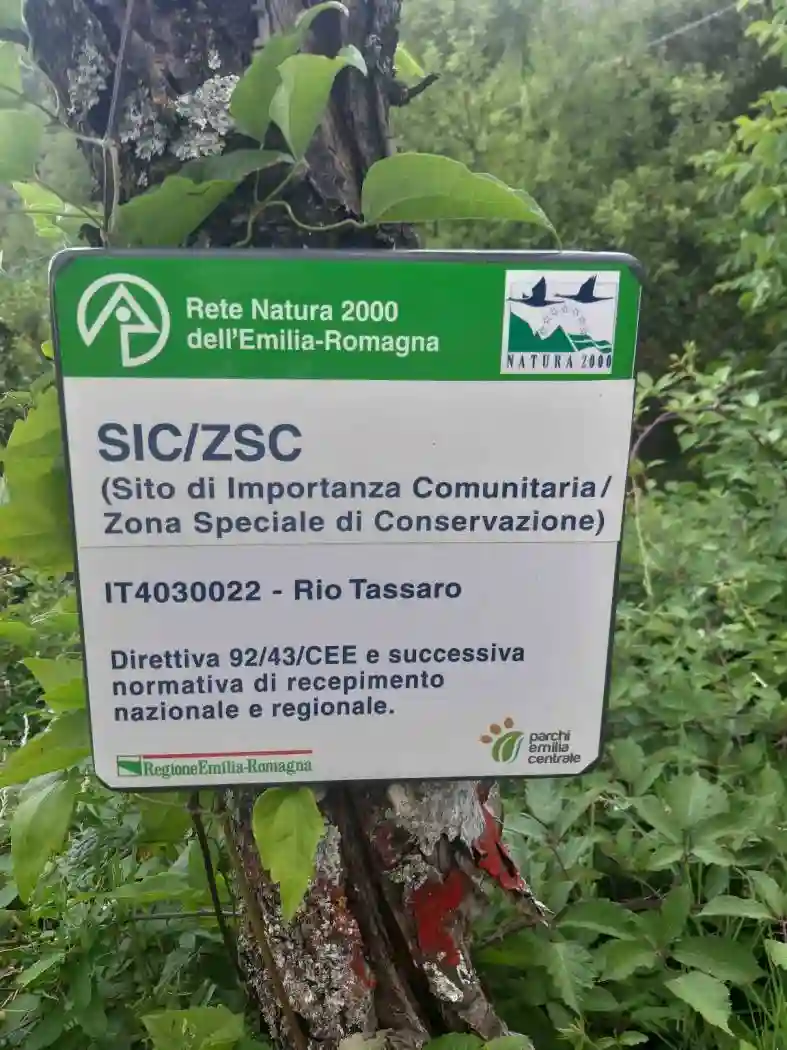 Rete Natura 2000
dell'Emilia-Romagna
NATURA 2000
SIC/ZSC
(Sito di Importanza Comunitaria/
Zona Speciale di Conservazione)
IT4030022 - Rio Tassaro
Direttiva 92/43/CEE e successiva
normativa di recepimento
nazionale e regionale.
RegioneEmilia-Romagna
parchi
emilia
centrale